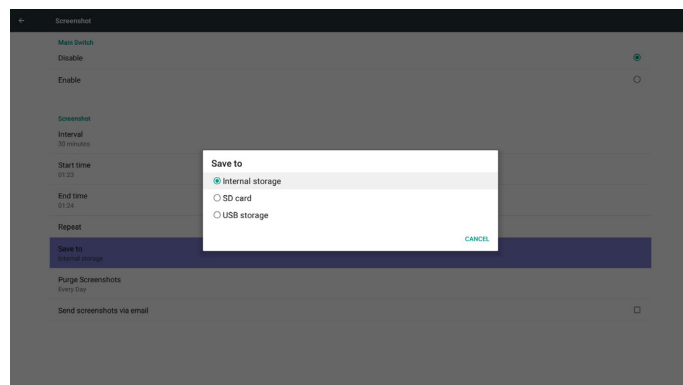 Screenshot
Main Switch
Disable
Enable
Screenshot
Interval
30 minutes
Start time
01:23
End time
01:24
Repeat
Save to
Internal storage
Purge Screenshots
Every Day
Send screenshots via email
Save to
Internal storage
SD card
USB storage
CANCEL